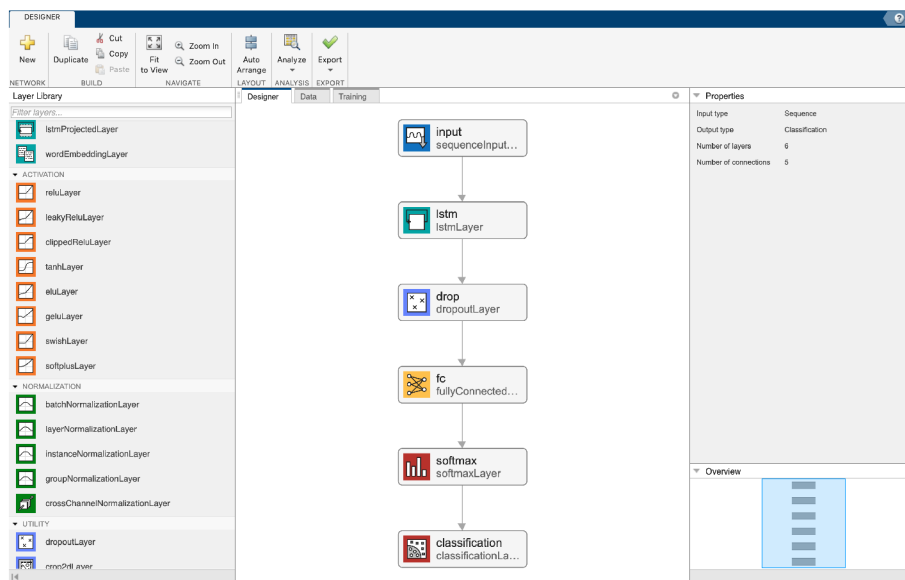 DESIGNER
?
New
Duplicate
Cut
Copy
Paste
Fit
to View
Zoom In
Zoom Out
Auto
Arrange
Analyze
Export
NETWORK BUILD NAVIGATE LAYOUT ANALYSIS EXPORT
Layer Library
Filter layers...
lstmProjectedLayer
wordEmbeddingLayer
ACTIVATION
reluLayer
leakyReluLayer
clippedReluLayer
tanhLayer
eluLayer
geluLayer
swishLayer
softplusLayer
NORMALIZATION
batchNormalizationLayer
layerNormalizationLayer
instanceNormalizationLayer
groupNormalizationLayer
crossChannelNormalizationLayer
UTILITY
dropoutLayer
crop2dLayer
Designer Data Training
input
sequenceInput...
lstm
lstmLayer
drop
dropoutLayer
fc
fullyConnected...
softmax
softmaxLayer
classification
classificationLa...
Properties
Input type Sequence
Output type Classification
Number of layers 6
Number of connections 5
Overview